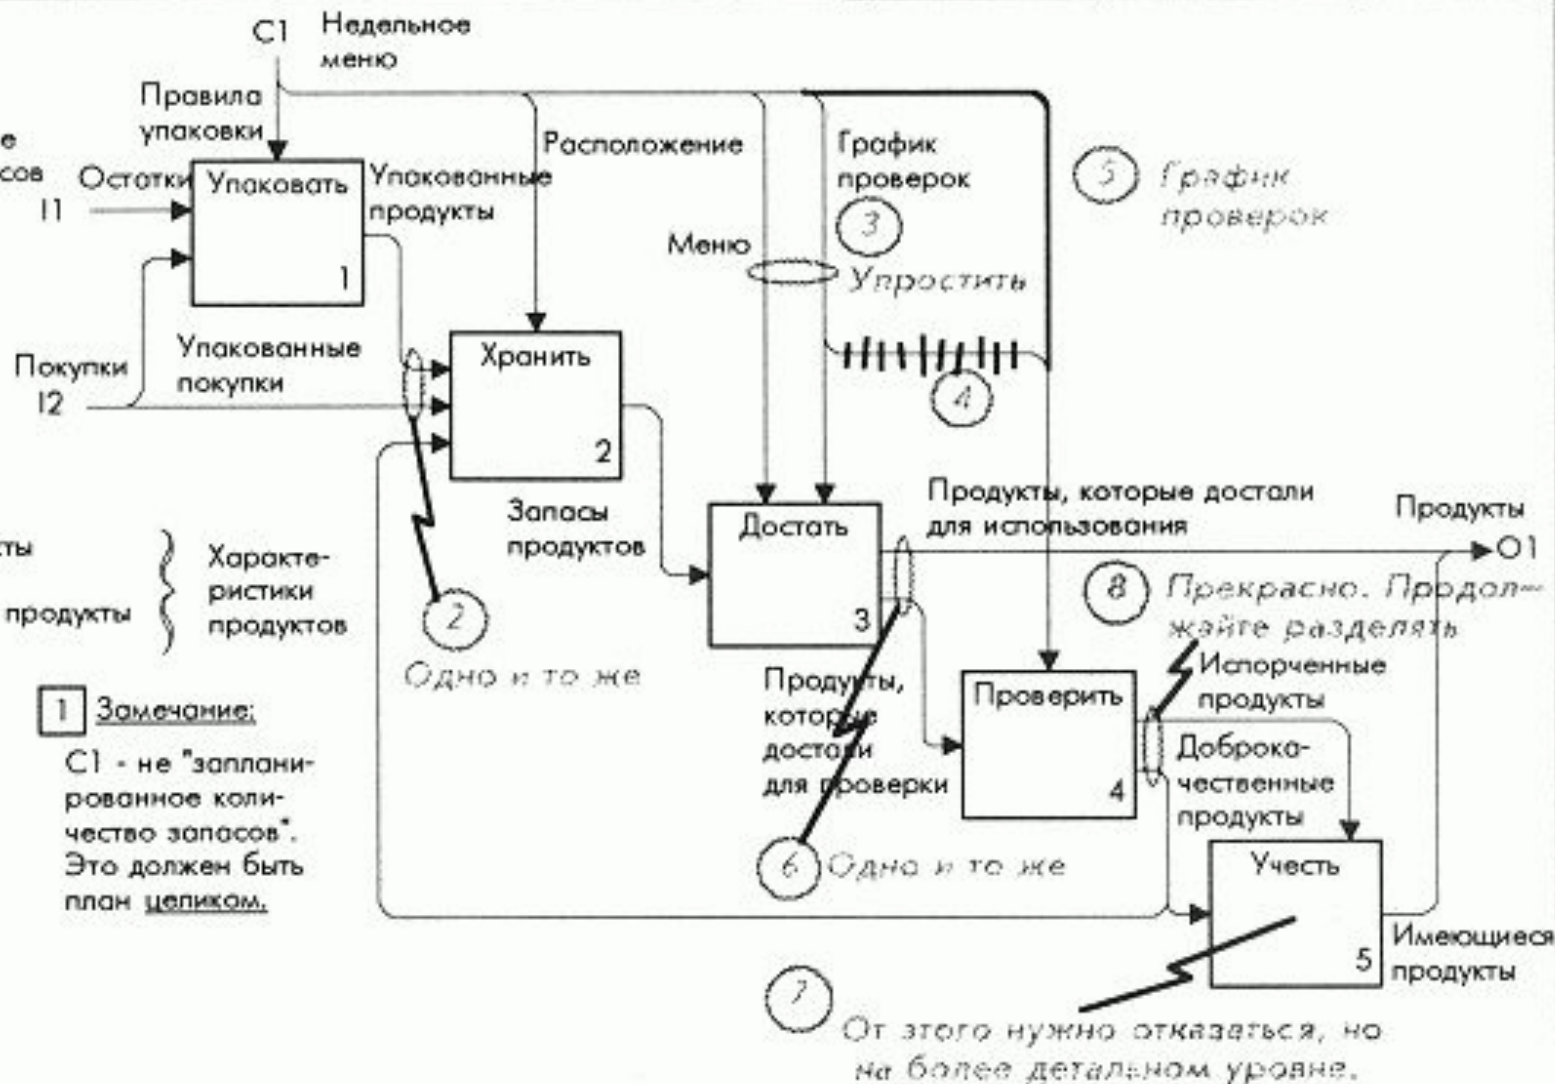 C1
Недельное
меню
Правила
упаковки
е
сов
Остатки
I1
Упаковать
1
Упакованные
продукты
Расположение
График
проверок
3
5
График
проверок
Меню
Упростить
Покупки
I2
Упакованные
покупки
Хранить
2
4
Запасы
продуктов
Достать
3
Продукты, которые достали
для использования
Продукты
O1
кты
продукты
Характе-
ристики
продуктов
2
Одно и то же
8
Прекрасно. Продол-
жайте разделять
Испорченные
продукты
Продукты,
которые
достали
для проверки
Проверить
4
Доброка-
чественные
продукты
1 Замечание:
С1 - не "заплани-
рованное коли-
чество запасов".
Это должен быть
план целиком.
6
Одно и то же
Учесть
5
Имеющиеся
продукты
7
От этого нужно отказаться, но
на более детальном уровне.